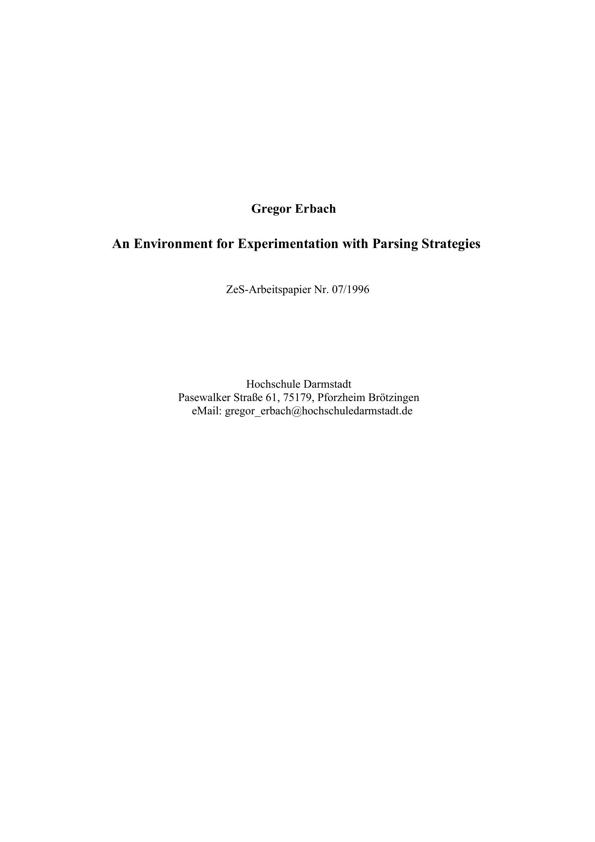 Gregor Erbach
An Environment for Experimentation with Parsing Strategies
ZeS-Arbeitspapier Nr. 07/1996
Hochschule Darmstadt
Pasewalker Straße 61, 75179, Pforzheim Brötzingen
eMail: gregor_erbach@hochschuledarmstadt.de